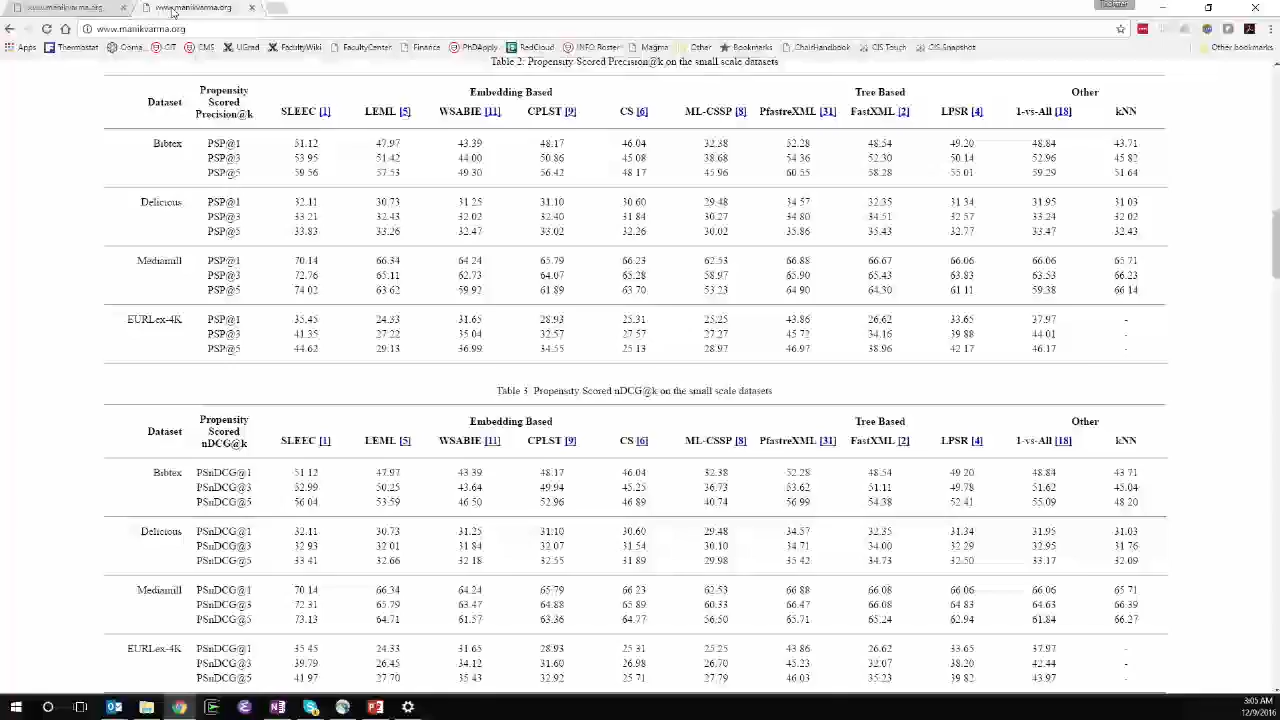 www.manikvarma.org
www.manikvarma.org
www.manikvarma.org
Apps Thermostat GIT EMS UGrad FacultyWiki FacultyCenter Finance PhDApply RedCloud INFO Roster Magma Other Bookmarks ChairHandbook CIS Touch CIS Snapshot Other bookmarks
Table 2: Propensity Scored Precision@k on the small scale datasets
Dataset Propensity Scored Precision@k Embedding Based Tree Based Other
SLEEC [1] LEML [5] WSABIE [11] CPLST [9] CS [6] ML-CSSP [8] PfastreXML [31] FastXML [2] LPSR [4] 1-vs-All [18] kNN
Bibtex PSP@1 51.12 47.97 43.39 48.17 46.04 32.38 52.28 48.54 49.20 48.84 43.71
PSP@3 53.95 51.42 44.00 50.86 45.08 38.68 54.36 52.30 50.14 52.96 45.82
PSP@5 59.56 57.53 49.30 56.42 48.17 45.96 60.55 58.28 55.01 59.29 51.64
Delicious PSP@1 32.11 30.73 31.25 31.10 30.60 29.48 34.57 32.35 31.34 31.95 31.03
PSP@3 33.21 32.43 32.02 32.40 31.84 30.27 34.80 34.51 32.57 33.24 32.02
PSP@5 33.83 33.26 32.47 33.02 32.26 30.02 35.86 35.43 32.77 33.47 32.43
Mediamill PSP@1 70.14 66.34 64.24 65.79 66.23 62.53 66.88 66.67 66.06 66.06 65.71
PSP@3 72.76 65.11 62.73 64.07 65.28 58.97 65.90 65.43 63.83 63.53 66.23
PSP@5 74.02 63.62 59.92 61.89 63.70 53.23 64.90 64.30 61.11 59.38 66.14
EURLex-4K PSP@1 35.45 24.33 31.65 28.93 25.31 25.25 43.86 26.62 33.65 37.97 -
PSP@3 41.35 27.22 35.04 32.57 27.57 27.27 45.72 34.16 39.88 44.01 -
PSP@5 44.62 29.13 36.99 34.55 25.13 28.97 46.97 38.96 42.17 46.17 -
Table 3: Propensity Scored nDCG@k on the small scale datasets
Dataset Propensity Scored nDCG@k Embedding Based Tree Based Other
SLEEC [1] LEML [5] WSABIE [11] CPLST [9] CS [6] ML-CSSP [8] PfastreXML [31] FastXML [2] LPSR [4] 1-vs-All [18] kNN
Bibtex PSnDCG@1 51.12 47.97 43.39 48.17 46.04 32.38 52.28 48.54 49.20 48.84 43.71
PSnDCG@3 52.99 50.25 43.64 49.94 45.25 36.73 53.62 51.11 49.78 51.62 45.04
PSnDCG@5 56.04 53.59 46.50 52.96 46.89 40.74 56.99 54.38 52.41 55.09 48.20
Delicious PSnDCG@1 32.11 30.73 31.25 31.10 30.60 29.48 34.57 32.35 31.34 31.95 31.03
PSnDCG@3 32.93 32.01 31.84 32.07 31.54 30.10 34.71 34.00 32.29 32.95 31.76
PSnDCG@5 33.41 32.66 32.18 32.55 31.89 29.98 35.42 34.73 32.50 33.17 32.09
Mediamill PSnDCG@1 70.14 66.34 64.24 65.79 66.23 62.53 66.88 66.08 66.06 66.06 65.71
PSnDCG@3 72.31 65.79 63.47 64.88 65.89 60.33 66.47 66.08 64.83 64.63 66.39
PSnDCG@5 73.13 64.71 61.57 63.36 64.77 56.50 65.71 65.24 62.94 61.84 66.27
EURLex-4K PSnDCG@1 35.45 24.33 31.65 28.93 25.31 25.25 43.86 26.62 33.65 37.97 -
PSnDCG@3 39.79 26.45 34.12 31.60 26.98 26.70 45.23 32.07 38.20 42.44 -
PSnDCG@5 41.97 27.70 35.43 32.92 25.71 27.79 46.03 35.23 39.82 43.97 -
3:05 AM
12/9/2016